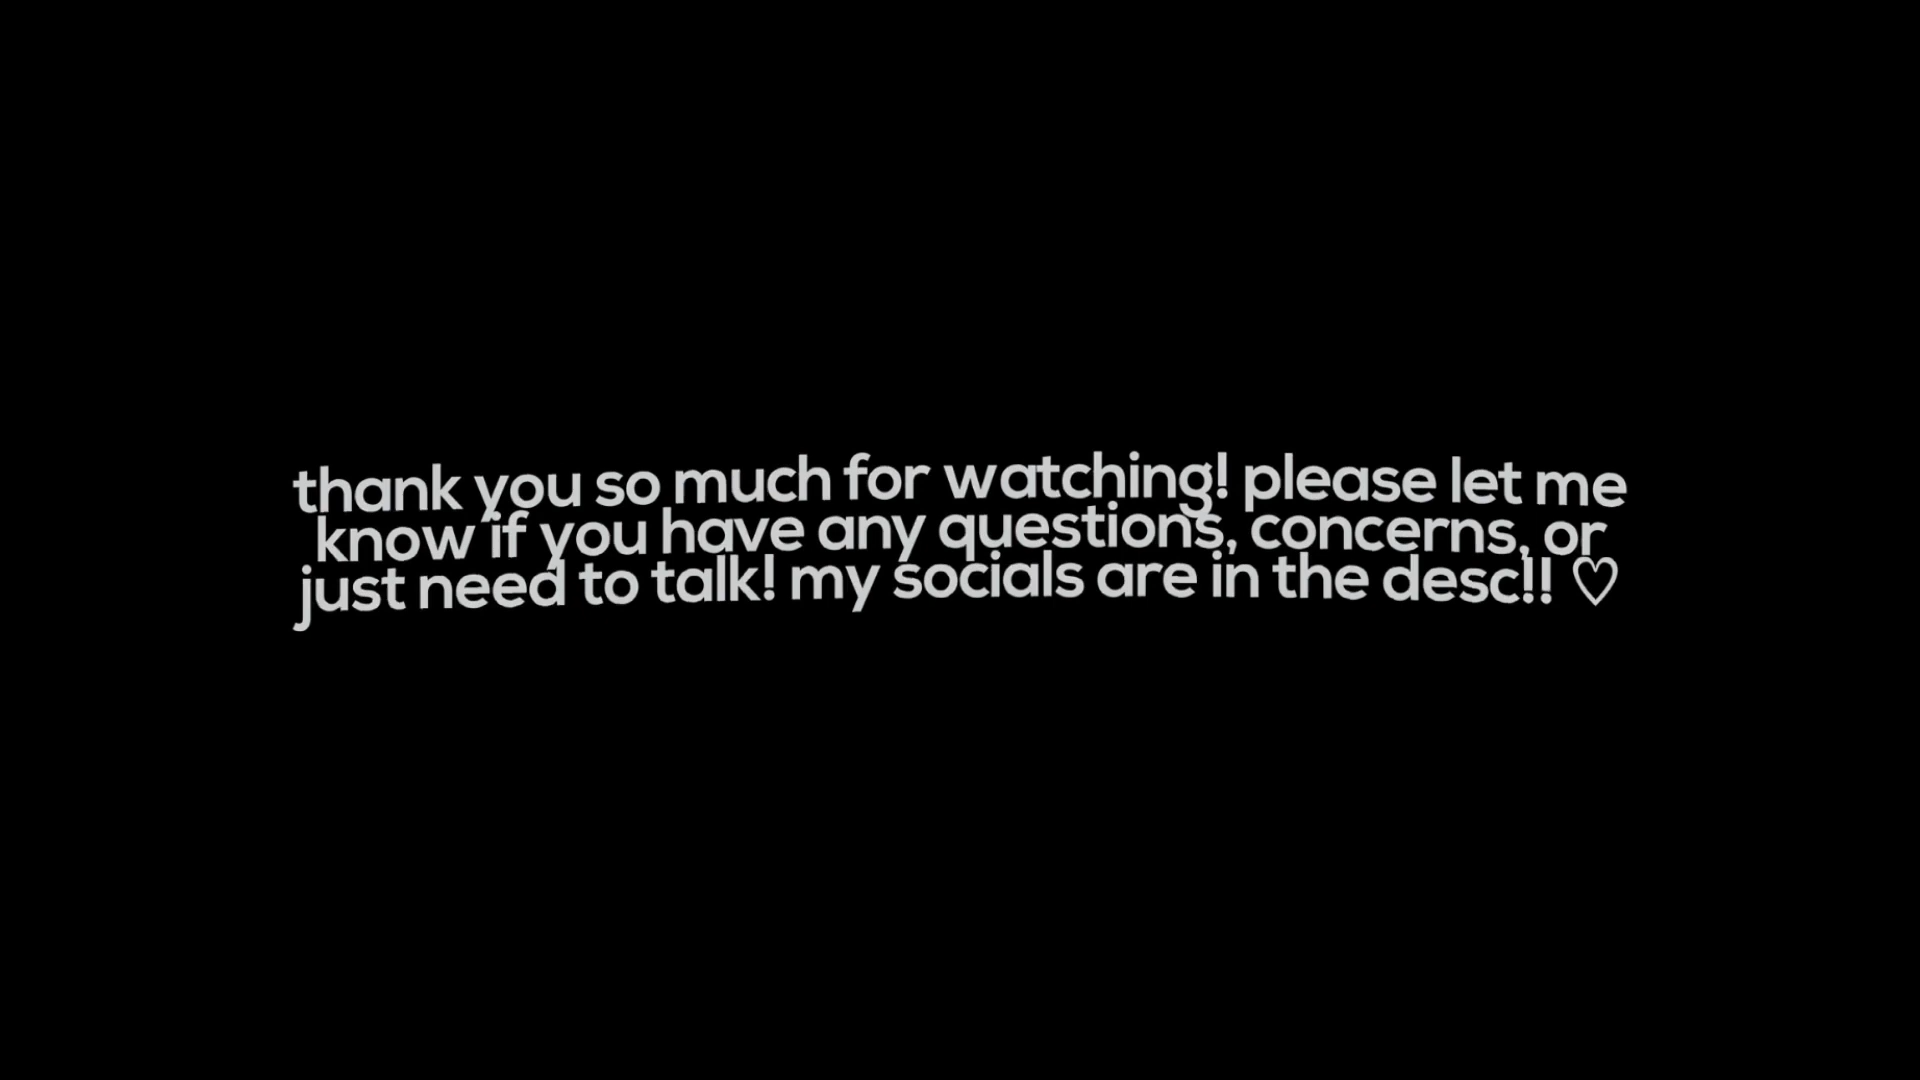 thank you so much for watching! please let me
know if you have any questions, concerns, or
just need to talk! my socials are in the desc!! ♡